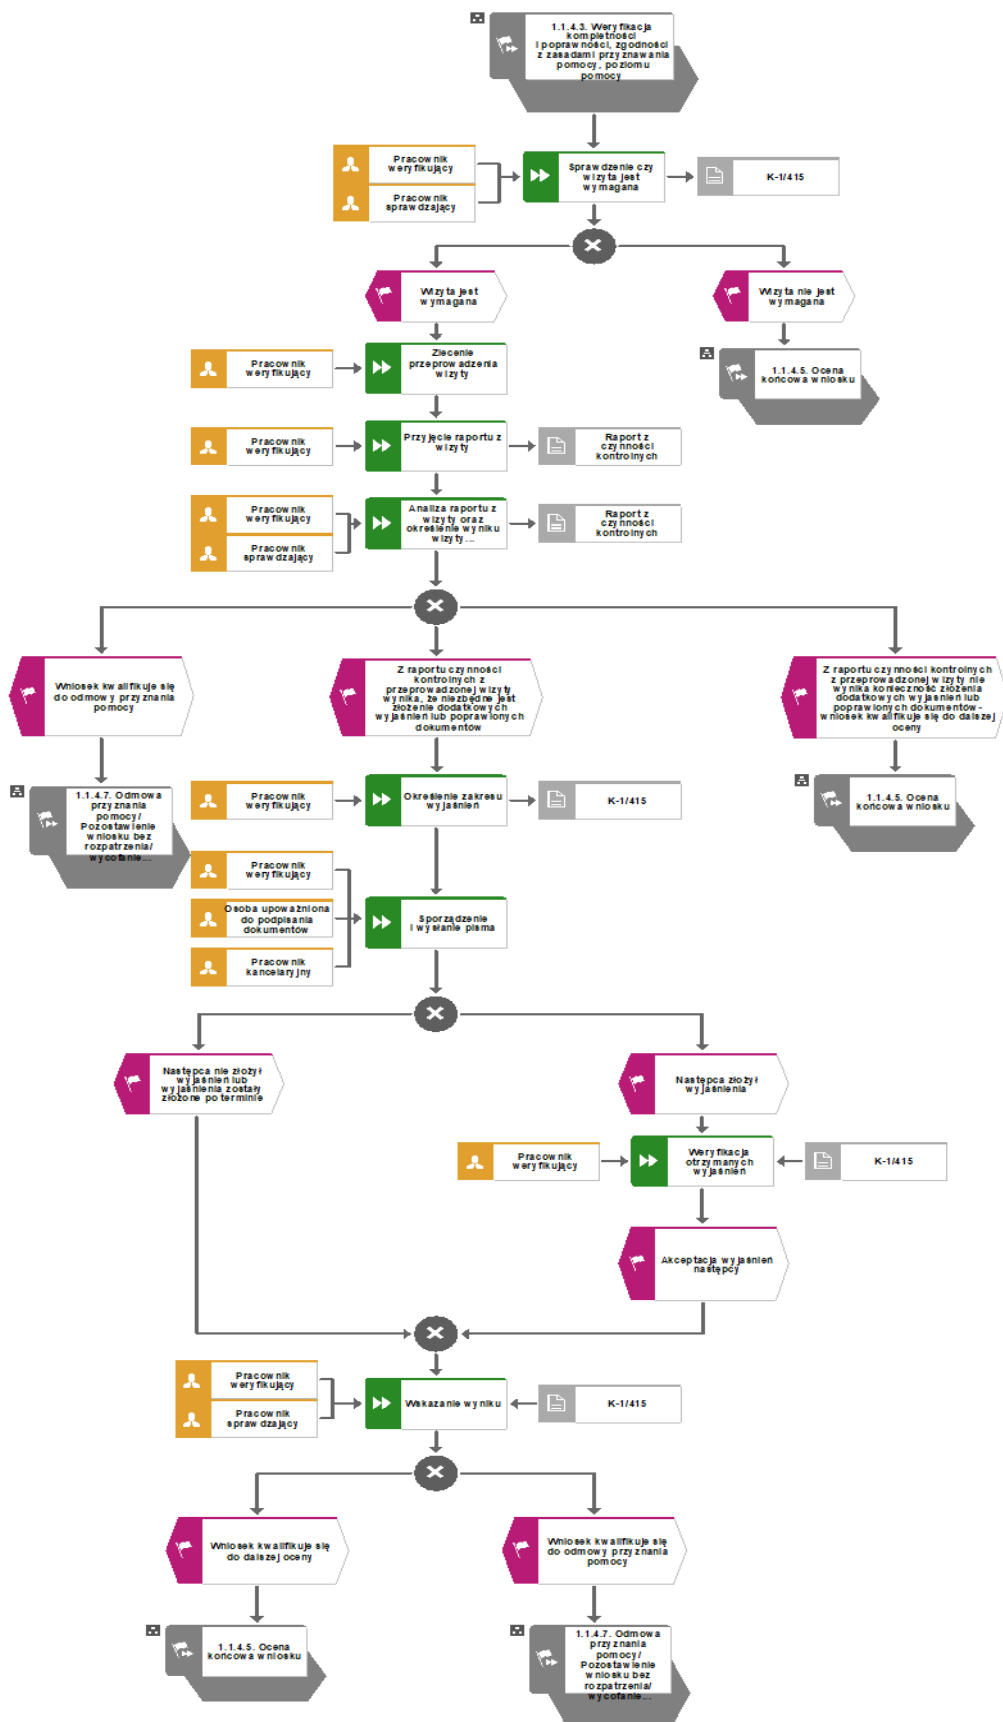 1.1.4.3. Weryfikacja
kompletności
i poprawności, zgodności
z zasadami przyznawania
pomocy, poziomu
pomocy
Pracownik
weryfikujący
Pracownik
sprawdzający
Sprawdzenie czy
wizyta jest
wymagana
K-1/415
Wizyta jest
wymagana
Wizyta nie jest
wymagana
Pracownik
weryfikujący
Zlecenie
przeprowadzenia
wizyty
1.1.4.5. Ocena
końcowa wniosku
Pracownik
weryfikujący
Przyjęcie raportu z
wizyty
Raport z
czynności
kontrolnych
Pracownik
weryfikujący
Pracownik
sprawdzający
Analiza raportu z
wizyty oraz
określenie wyniku
wizyty...
Raport z
czynności
kontrolnych
Wniosek kwalifikuje się
do odmowy przyznania
pomocy
Z raportu czynności
kontrolnych z
przeprowadzonej wizyty
wynika, że niezbędne jest
złożenie dodatkowych
wyjaśnień lub
poprawionych
dokumentów
Z raportu czynności kontrolnych
z przeprowadzonej wizyty nie
wynika konieczność złożenia
dodatkowych wyjaśnień lub
poprawionych dokumentów -
wniosek kwalifikuje się do dalszej
oceny
1.1.4.7. Odmowa
przyznania
pomocy/
Pozostawienie
wniosku bez
rozpatrzenia/
wycofanie...
Pracownik
weryfikujący
Określenie zakresu
wyjaśnień
K-1/415
1.1.4.5. Ocena
końcowa wniosku
Pracownik
weryfikujący
Osoba upoważniona
do podpisania
dokumentów
Pracownik
kancelaryjny
Sporządzenie
i wysłanie pisma
Następca nie złożył
wyjaśnień lub
wyjaśnienia zostały
złożone po terminie
Następca złożył
wyjaśnienia
Pracownik
weryfikujący
Weryfikacja
otrzymanych
wyjaśnień
K-1/415
Akceptacja wyjaśnień
następcy
Pracownik
weryfikujący
Pracownik
sprawdzający
Wskazanie wyniku
K-1/415
Wniosek kwalifikuje się
do dalszej oceny
Wniosek kwalifikuje się
do odmowy przyznania
pomocy
1.1.4.5. Ocena
końcowa wniosku
1.1.4.7. Odmowa
przyznania
pomocy/
Pozostawienie
wniosku bez
rozpatrzenia/
wycofanie...